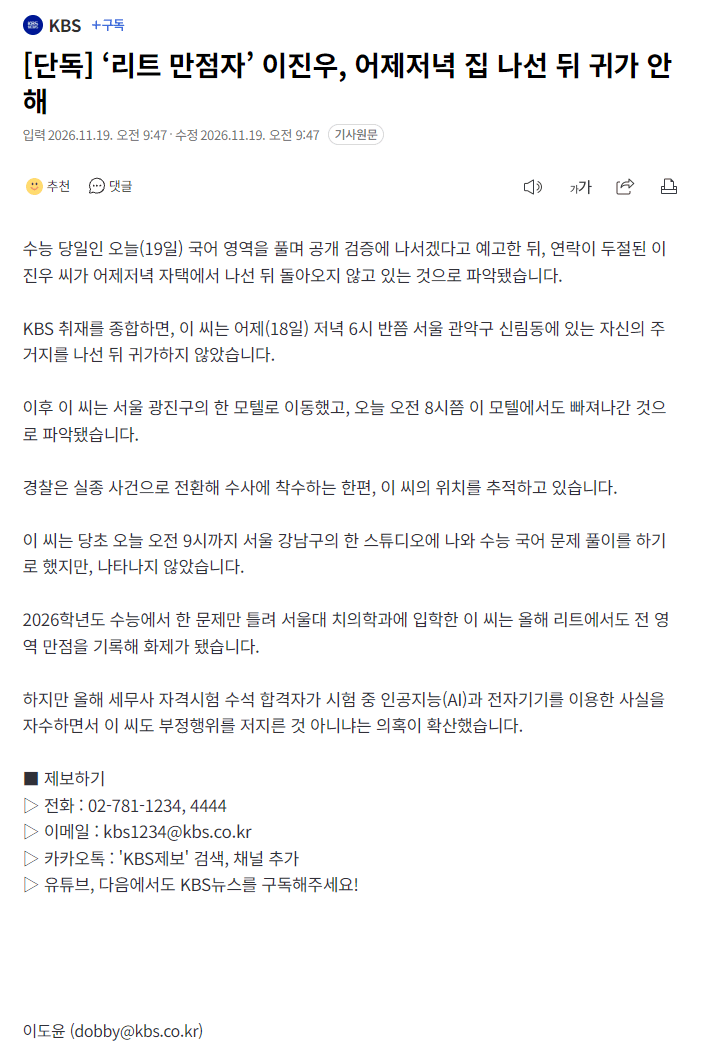 KBS NEWS
KBS
+구독
[단독] ‘리트 만점자’ 이진우, 어제저녁 집 나선 뒤 귀가 안
해
입력 2026.11.19. 오전 9:47 · 수정 2026.11.19. 오전 9:47 기사원문
추천 댓글
가가
수능 당일인 오늘(19일) 국어 영역을 풀며 공개 검증에 나서겠다고 예고한 뒤, 연락이 두절된 이
진우 씨가 어제저녁 자택에서 나선 뒤 돌아오지 않고 있는 것으로 파악됐습니다.
KBS 취재를 종합하면, 이 씨는 어제(18일) 저녁 6시 반쯤 서울 관악구 신림동에 있는 자신의 주
거지를 나선 뒤 귀가하지 않았습니다.
이후 이 씨는 서울 광진구의 한 모텔로 이동했고, 오늘 오전 8시쯤 이 모텔에서도 빠져나간 것으
로 파악됐습니다.
경찰은 실종 사건으로 전환해 수사에 착수하는 한편, 이 씨의 위치를 추적하고 있습니다.
이 씨는 당초 오늘 오전 9시까지 서울 강남구의 한 스튜디오에 나와 수능 국어 문제 풀이를 하기
로 했지만, 나타나지 않았습니다.
2026학년도 수능에서 한 문제만 틀려 서울대 치의학과에 입학한 이 씨는 올해 리트에서도 전 영
역 만점을 기록해 화제가 됐습니다.
하지만 올해 세무사 자격시험 수석 합격자가 시험 중 인공지능(AI)과 전자기기를 이용한 사실을
자수하면서 이 씨도 부정행위를 저지른 것 아니냐는 의혹이 확산했습니다.
■ 제보하기
▷ 전화 : 02-781-1234, 4444
▷ 이메일 : kbs1234@kbs.co.kr
▷ 카카오톡 : 'KBS제보' 검색, 채널 추가
▷ 유튜브, 다음에서도 KBS뉴스를 구독해주세요!
이도윤 (dobby@kbs.co.kr)